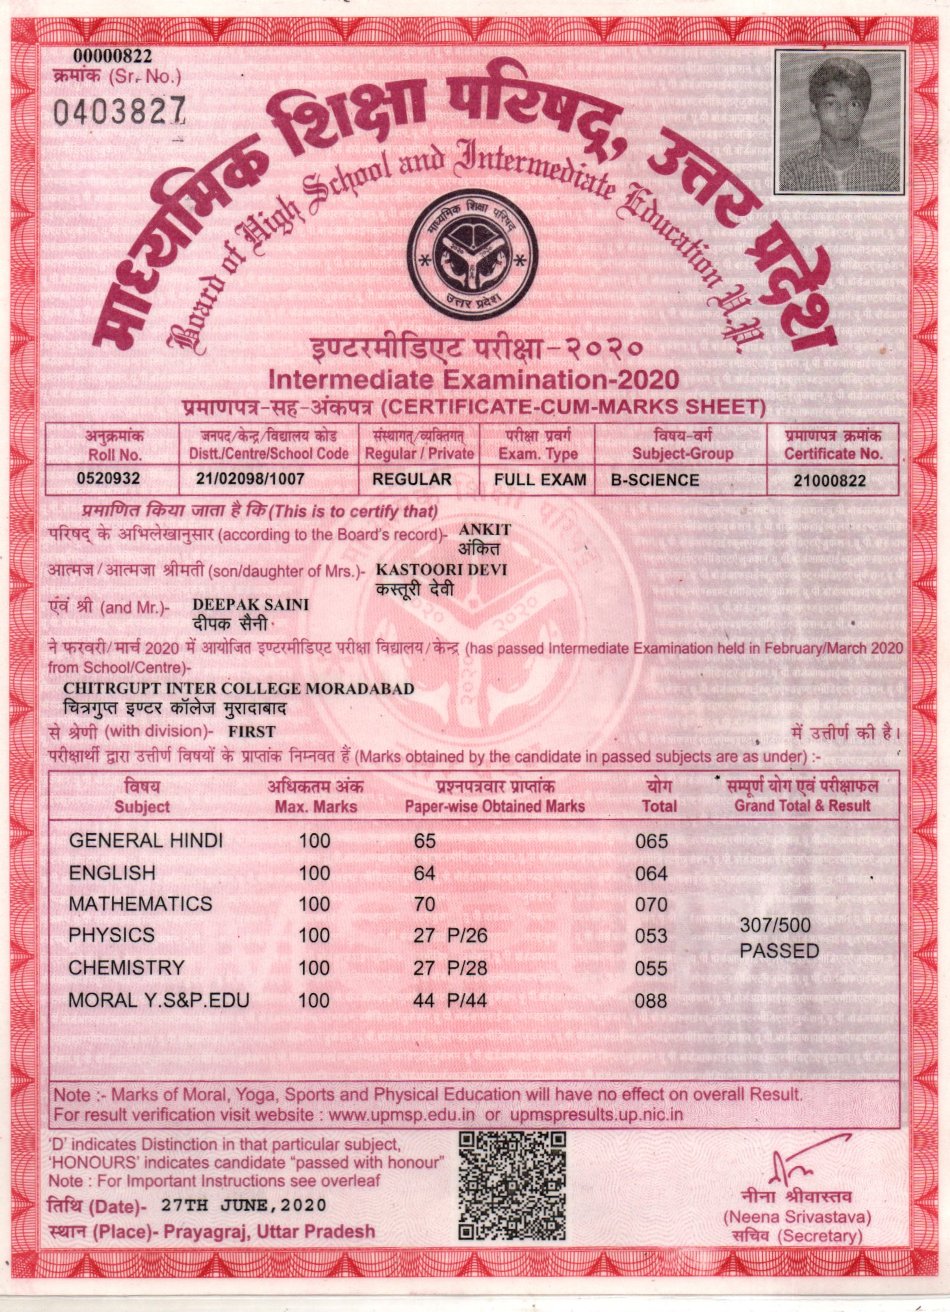 00000822
क्रमांक (Sr. No.)
0403827
माध्यमिक शिक्षा परिषद्, उत्तर प्रदेश
Board of High School and Intermediate Education U.P.
माध्यमिक शिक्षा परिषद
उत्तर प्रदेश
इण्टरमीडिएट परीक्षा-२०२०
Intermediate Examination-2020
प्रमाणपत्र-सह-अंकपत्र (CERTIFICATE-CUM-MARKS SHEET)
अनुक्रमांक जनपद/केन्द्र/विद्यालय कोड संस्थागत/व्यक्तिगत् परीक्षा प्रवर्ग विषय-वर्ग प्रमाणपत्र क्रमांक
Roll No. Distt./Centre/School Code Regular / Private Exam. Type Subject-Group Certificate No.
0520932 21/02098/1007 REGULAR FULL EXAM B-SCIENCE 21000822
प्रमाणित किया जाता है कि (This is to certify that)
परिषद् के अभिलेखानुसार (according to the Board's record)- ANKIT
अंकित
आत्मज/आत्मजा श्रीमती (son/daughter of Mrs.)- KASTOORI DEVI
कस्तूरी देवी
एंवं श्री (and Mr.)- DEEPAK SAINI
दीपक सैनी
ने फरवरी/मार्च 2020 में आयोजित इण्टरमीडिएट परीक्षा विद्यालय/केन्द्र (has passed Intermediate Examination held in February/March 2020
from School/Centre)-
CHITRGUPT INTER COLLEGE MORADABAD
चित्रगुप्त इण्टर कॉलेज मुरादाबाद
से श्रेणी (with division)- FIRST में उत्तीर्ण की है।
परीक्षार्थी द्वारा उत्तीर्ण विषयों के प्राप्तांक निम्नवत हैं (Marks obtained by the candidate in passed subjects are as under) :-
विषय अधिकतम अंक प्रश्नपत्रवार प्राप्तांक योग सम्पूर्ण योग एवं परीक्षाफल
Subject Max. Marks Paper-wise Obtained Marks Total Grand Total & Result
GENERAL HINDI 100 65 065
ENGLISH 100 64 064
MATHEMATICS 100 70 070
307/500
PHYSICS 100 27 P/26 053
PASSED
CHEMISTRY 100 27 P/28 055
MORAL Y.S&P.EDU 100 44 P/44 088
Note :- Marks of Moral, Yoga, Sports and Physical Education will have no effect on overall Result.
For result verification visit website : www.upmsp.edu.in or upmspresults.up.nic.in
'D' indicates Distinction in that particular subject,
'HONOURS' indicates candidate "passed with honour"
Note : For Important Instructions see overleaf
तिथि (Date)- 27TH JUNE,2020
स्थान (Place)- Prayagraj, Uttar Pradesh
नीना श्रीवास्तव
(Neena Srivastava)
सचिव (Secretary)